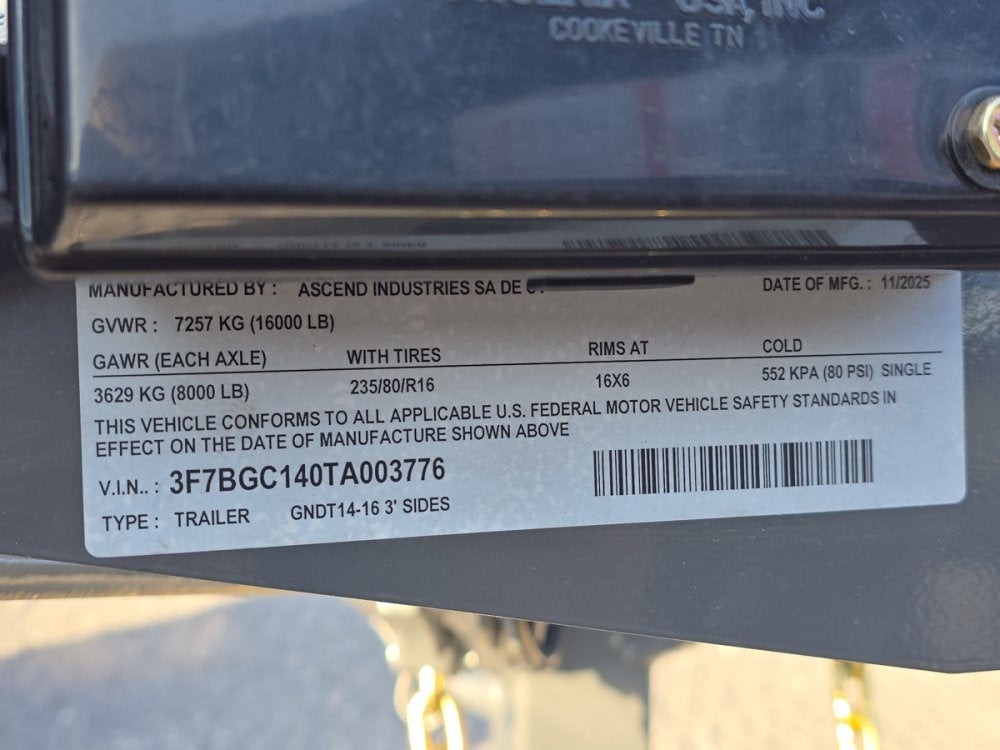 USA, INC
COOKEVILLE TN
MANUFACTURED BY : ASCEND INDUSTRIES SA DE DATE OF MFG. : 11/2025
GVWR : 7257 KG (16000 LB)
GAWR (EACH AXLE) WITH TIRES RIMS AT COLD
3629 KG (8000 LB) 235/80/R16 16X6 552 KPA (80 PSI) SINGLE
THIS VEHICLE CONFORMS TO ALL APPLICABLE U.S. FEDERAL MOTOR VEHICLE SAFETY STANDARDS IN
EFFECT ON THE DATE OF MANUFACTURE SHOWN ABOVE
V.I.N.. : 3F7BGC140TA003776
TYPE : TRAILER GNDT14-16 3' SIDES